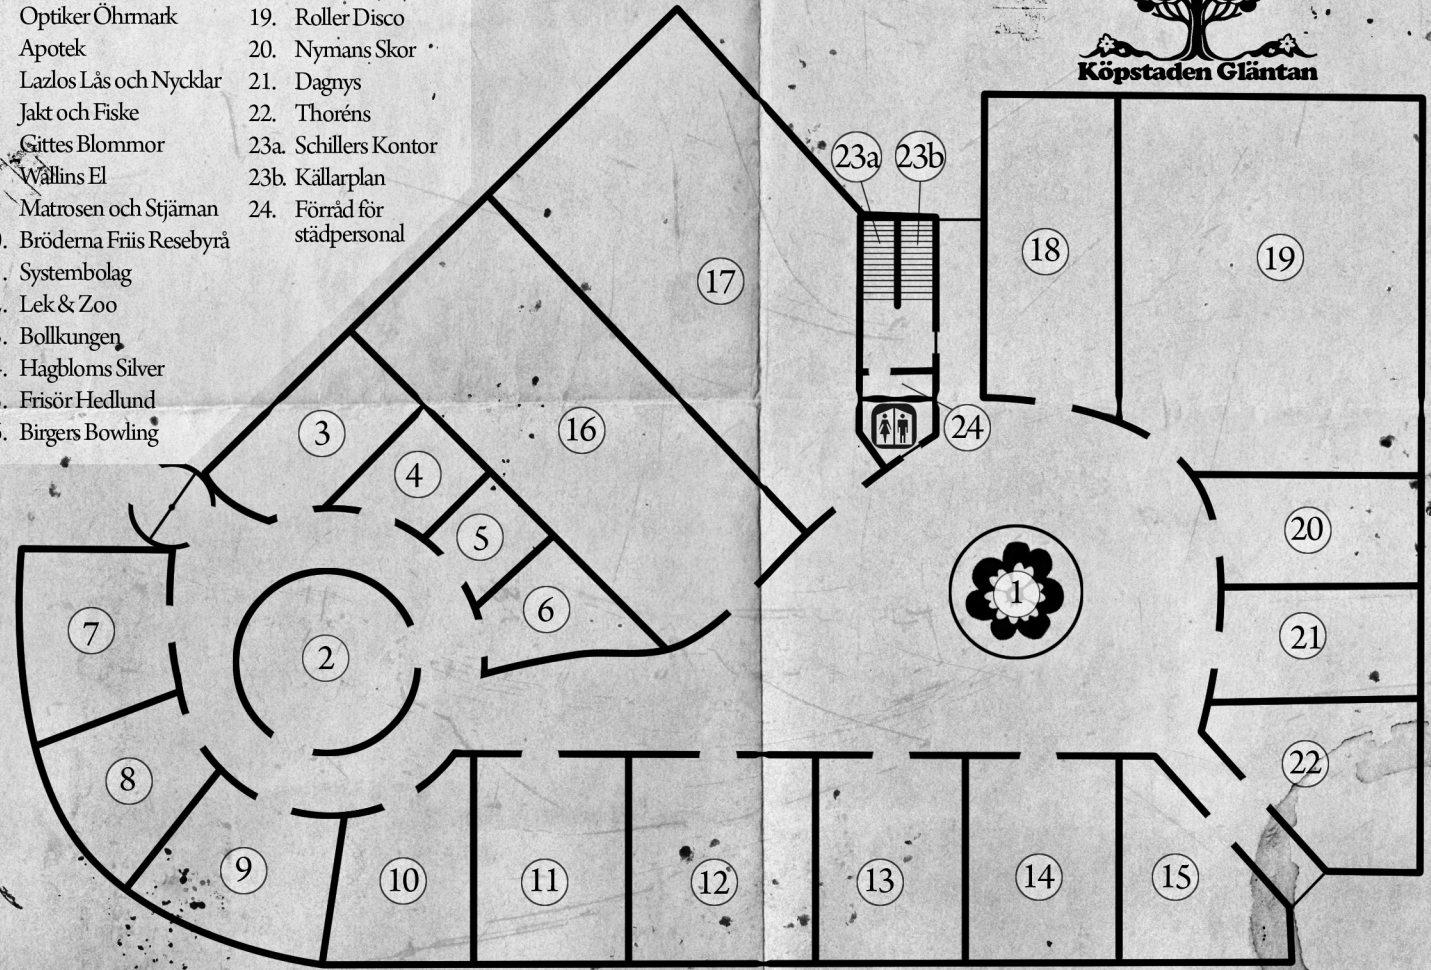 Optiker Öhrmark
Apotek
Lazlos Lås och Nycklar
Jakt och Fiske
Gittes Blommor
Wallins El
Matrosen och Stjärnan
Bröderna Friis Resebyrå
Systembolag
Lek & Zoo
Bollkungen
Hagbloms Silver
Frisör Hedlund
Birgers Bowling
19. Roller Disco
20. Nymans Skor
21. Dagnys
22. Thoréns
23a. Schillers Kontor
23b. Källarplan
24. Förråd för
städpersonal
Köpstaden Gläntan
23a 23b
18
19
17
16
24
3
4
5
6
20
1
21
7
2
8
22
9
10
11
12
13
14
15